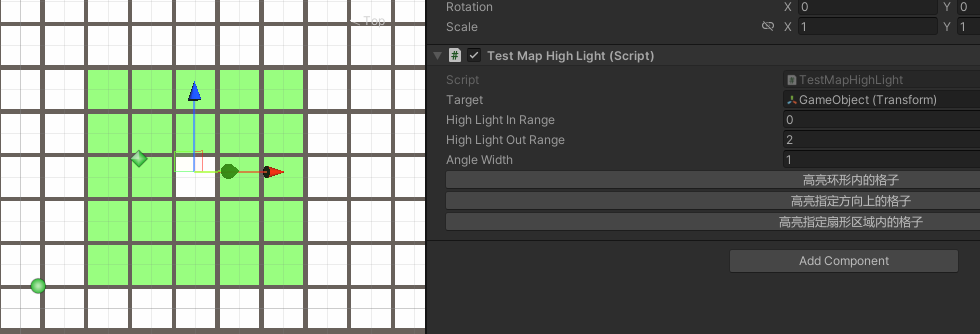 Top
Rotation X 0 Y 0
Scale X 1 Y 1
# Test Map High Light (Script)
Script TestMapHighLight
Target GameObject (Transform)
High Light In Range 0
High Light Out Range 2
Angle Width 1
高亮环形内的格子
高亮指定方向上的格子
高亮指定扇形区域内的格子
Add Component